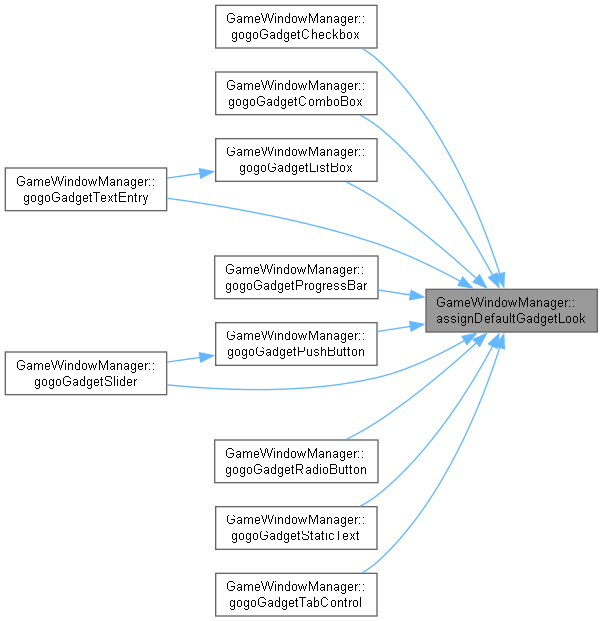 GameWindowManager::
gogoGadgetCheckbox
GameWindowManager::
gogoGadgetComboBox
GameWindowManager::
gogoGadgetListBox
GameWindowManager::
gogoGadgetTextEntry
GameWindowManager::
gogoGadgetProgressBar
GameWindowManager::
assignDefaultGadgetLook
GameWindowManager::
gogoGadgetPushButton
GameWindowManager::
gogoGadgetSlider
GameWindowManager::
gogoGadgetRadioButton
GameWindowManager::
gogoGadgetStaticText
GameWindowManager::
gogoGadgetTabControl